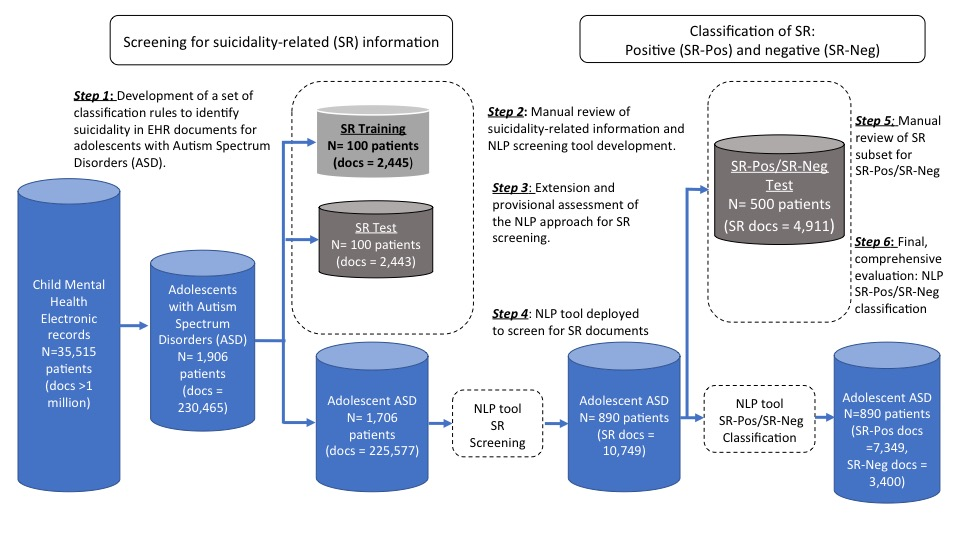 Screening for suicidality-related (SR) information
Classification of SR:
Positive (SR-Pos) and negative (SR-Neg)
Step 1: Development of a set of
classification rules to identify
suicidality in EHR documents for
adolescents with Autism Spectrum
Disorders (ASD).
SR Training
N= 100 patients
(docs = 2,445)
SR Test
N= 100 patients
(docs = 2,443)
Step 2: Manual review of
suicidality-related information and
NLP screening tool development.
Step 3: Extension and
provisional assessment of
the NLP approach for SR
screening.
Step 4: NLP tool deployed
to screen for SR documents
SR-Pos/SR-Neg
Test
N= 500 patients
(SR docs = 4,911)
Step 5: Manual
review of SR
subset for
SR-Pos/SR-Neg
Step 6: Final,
comprehensive
evaluation: NLP
SR-Pos/SR-Neg
classification
Child Mental
Health
Electronic
records
N=35,515
patients
(docs >1
million)
Adolescents
with Autism
Spectrum
Disorders (ASD)
N= 1,906
patients
(docs =
230,465)
Adolescent ASD
N= 1,706
patients
(docs = 225,577)
NLP tool
SR
Screening
Adolescent ASD
N= 890 patients
(SR docs =
10,749)
NLP tool
SR-Pos/SR-Neg
Classification
Adolescent ASD
N=890 patients
(SR-Pos docs
=7,349,
SR-Neg docs =
3,400)